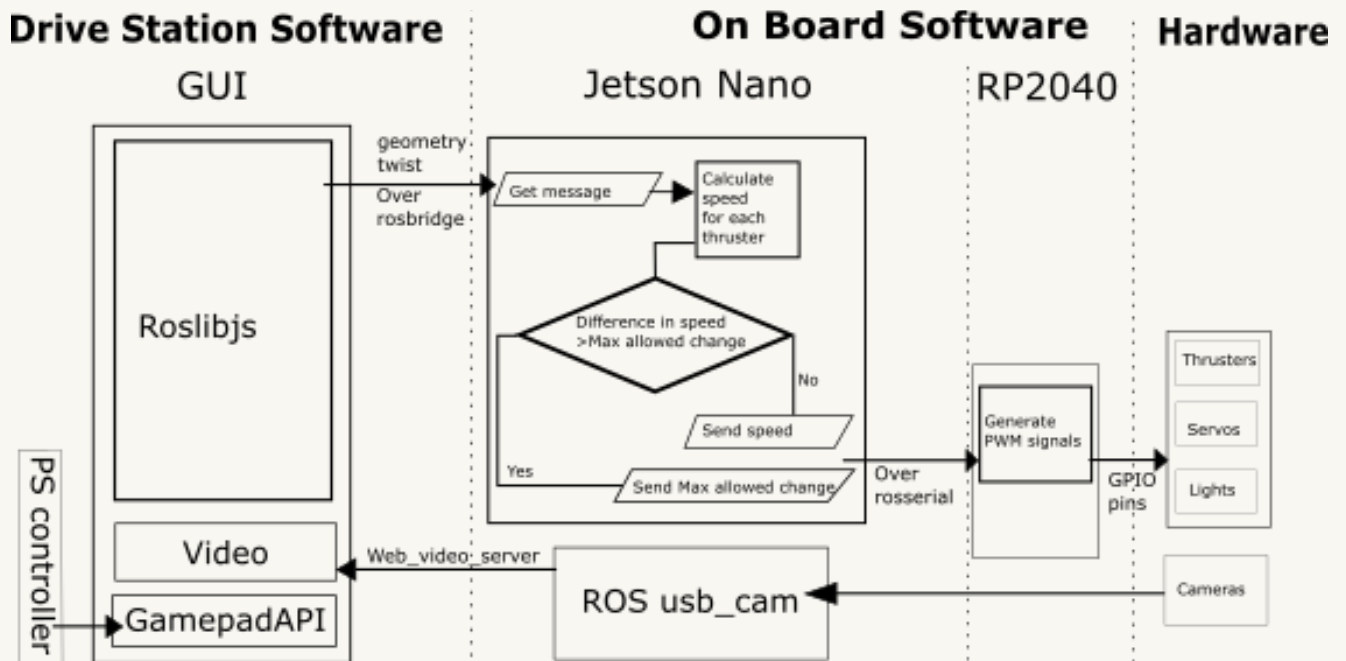 Drive Station Software
On Board Software
Hardware
GUI
Jetson Nano
RP2040
geometry
twist
Over
rosbridge
Get message
Calculate
speed
for each
thruster
Roslibjs
Difference in speed
>Max allowed change
No
Send speed
Yes
Send Max allowed change
Over
rosserial
Generate
PWM signals
GPIO
pins
Thrusters
Servos
Lights
PS controller
Video
Web_video_server
ROS usb_cam
Cameras
GamepadAPI